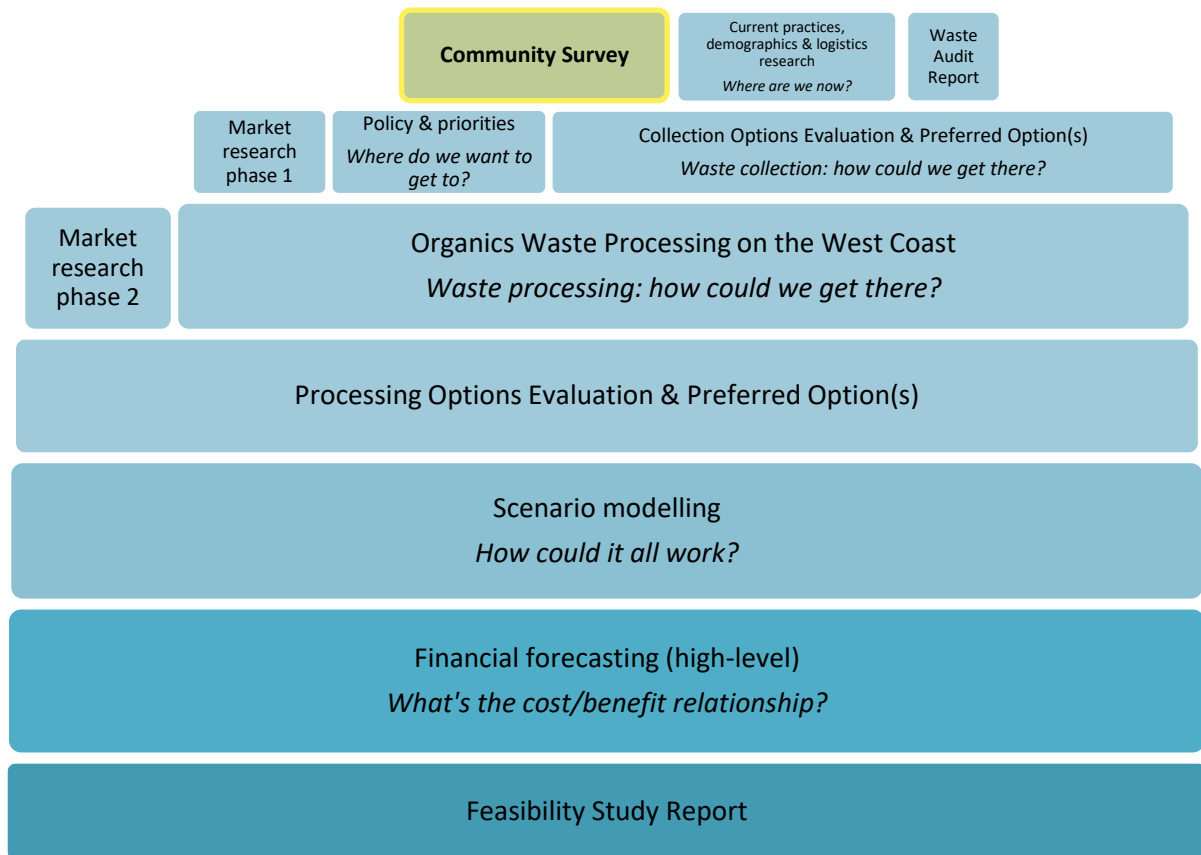 Community Survey
Current practices,
demographics & logistics
research
Where are we now?
Waste
Audit
Report
Market
research
phase 1
Policy & priorities
Where do we want to
get to?
Collection Options Evaluation & Preferred Option(s)
Waste collection: how could we get there?
Market
research
phase 2
Organics Waste Processing on the West Coast
Waste processing: how could we get there?
Processing Options Evaluation & Preferred Option(s)
Scenario modelling
How could it all work?
Financial forecasting (high-level)
What's the cost/benefit relationship?
Feasibility Study Report